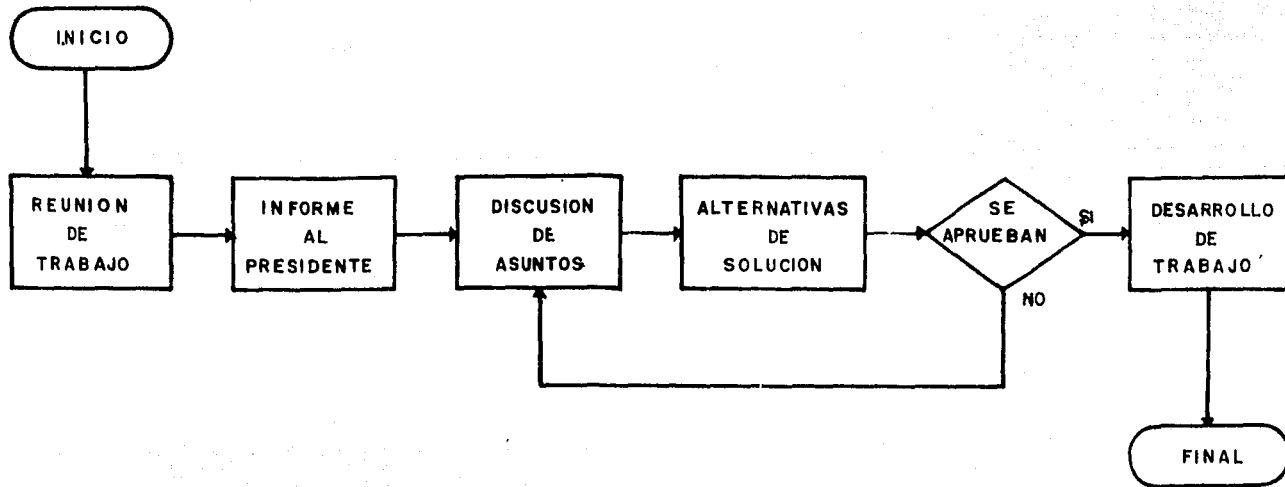 INICIO
REUNION
DE
TRABAJO
INFORME
AL
PRESIDENTE
DISCUSION
DE
ASUNTOS
ALTERNATIVAS
DE
SOLUCION
SE
APRUEBAN
SI
NO
DESARROLLO
DE
TRABAJO
FINAL